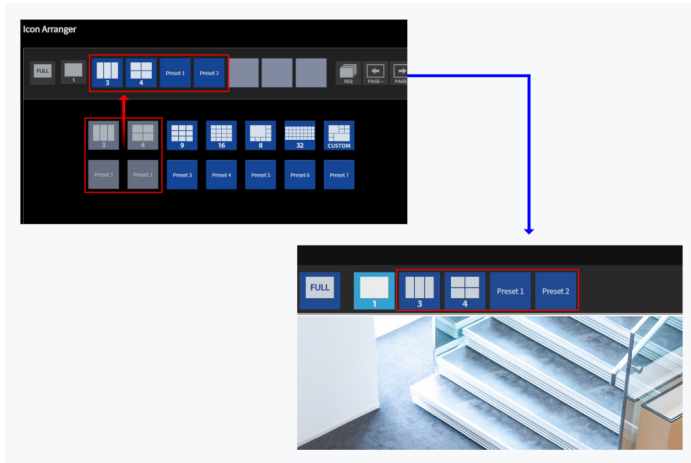 Icon Arranger
FULL
1
3
4
Preset 1
Preset 2
SEQ
PAGE -
PAGE
3
4
9
16
8
32
CUSTOM
Preset 1
Preset 2
Preset 3
Preset 4
Preset 5
Preset 6
Preset 7
FULL
1
3
4
Preset 1
Preset 2